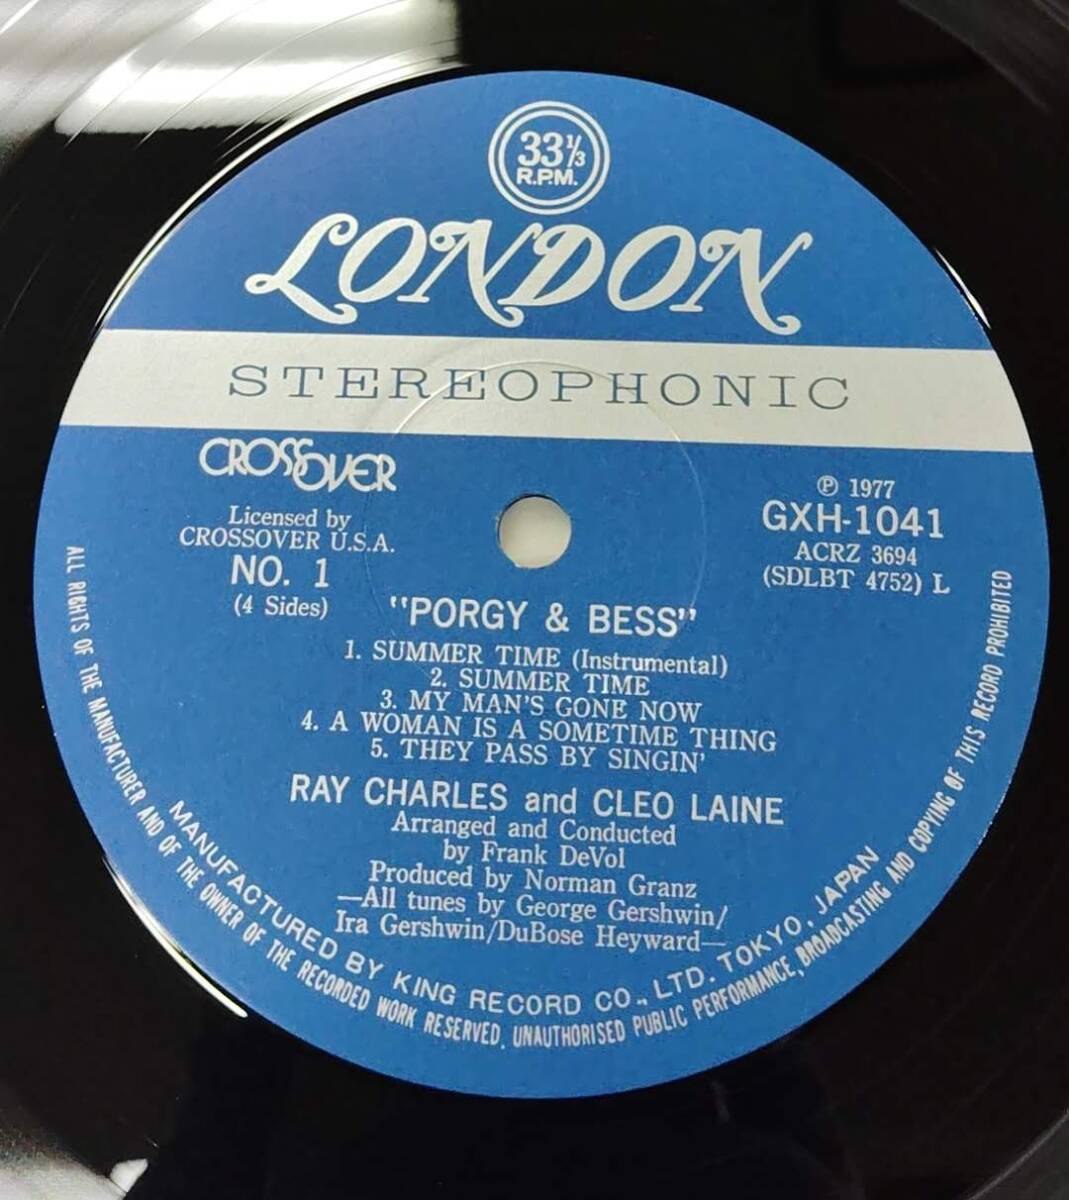 33 1/3
R.P.M.
LONDON
STEREOPHONIC
CROSSOVER
Licensed by
CROSSOVER U.S.A.
NO. 1
(4 Sides)
℗ 1977
GXH-1041
ACRZ 3694
(SDLBT 4752) L
"PORGY & BESS"
1. SUMMER TIME (Instrumental)
2. SUMMER TIME
3. MY MAN'S GONE NOW
4. A WOMAN IS A SOMETIME THING
5. THEY PASS BY SINGIN'
RAY CHARLES and CLEO LAINE
Arranged and Conducted
by Frank DeVol
Produced by Norman Granz
—All tunes by George Gershwin/
Ira Gershwin/DuBose Heyward—
MANUFACTURED BY KING RECORD CO., LTD. TOKYO, JAPAN
ALL RIGHTS OF THE MANUFACTURER AND OF THE OWNER OF THE RECORDED WORK RESERVED. UNAUTHORISED PUBLIC PERFORMANCE, BROADCASTING AND COPYING OF THIS RECORD PROHIBITED